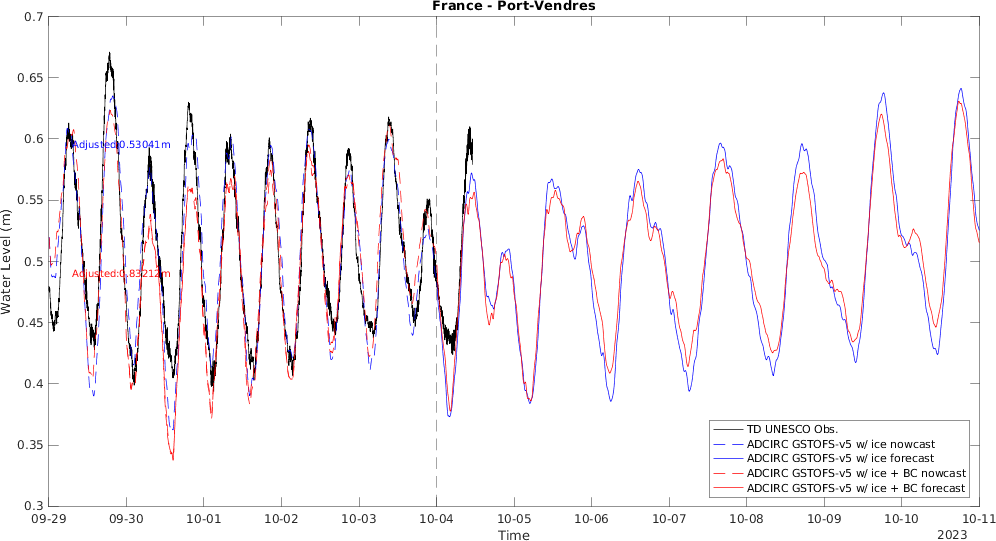 France - Port-Vendres
0.7
0.65
0.6
0.55
0.5
0.45
0.4
0.35
0.3
Water Level (m)
Adjusted:0.53041m
Adjusted:0.83212m
TD UNESCO Obs.
ADCIRC GSTOFS-v5 w/ ice nowcast
ADCIRC GSTOFS-v5 w/ ice forecast
ADCIRC GSTOFS-v5 w/ ice + BC nowcast
ADCIRC GSTOFS-v5 w/ ice + BC forecast
09-29 09-30 10-01 10-02 10-03 10-04 10-05 10-06 10-07 10-08 10-09 10-10 10-11
Time
2023